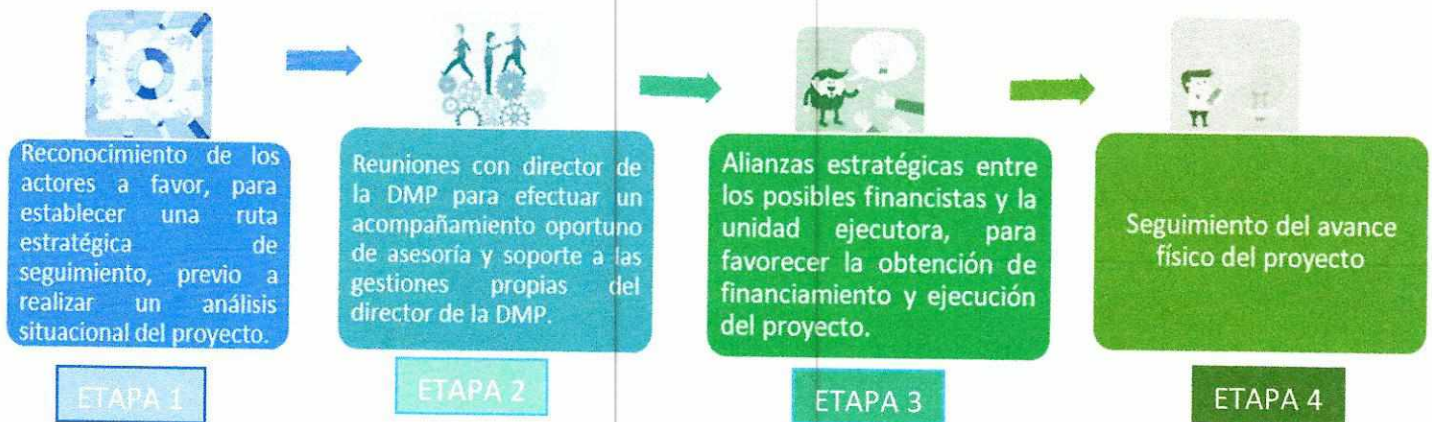 Reconocimiento de los
actores a favor, para
establecer una ruta
estratégica de
seguimiento, previo a
realizar un análisis
situacional del proyecto.
ETAPA 1
Reuniones con director de
la DMP para efectuar un
acompañamiento oportuno
de asesoría y soporte a las
gestiones propias del
director de la DMP.
ETAPA 2
Alianzas estratégicas entre
los posibles financistas y la
unidad ejecutora, para
favorecer la obtención de
financiamiento y ejecución
del proyecto.
ETAPA 3
Seguimiento del avance
físico del proyecto
ETAPA 4